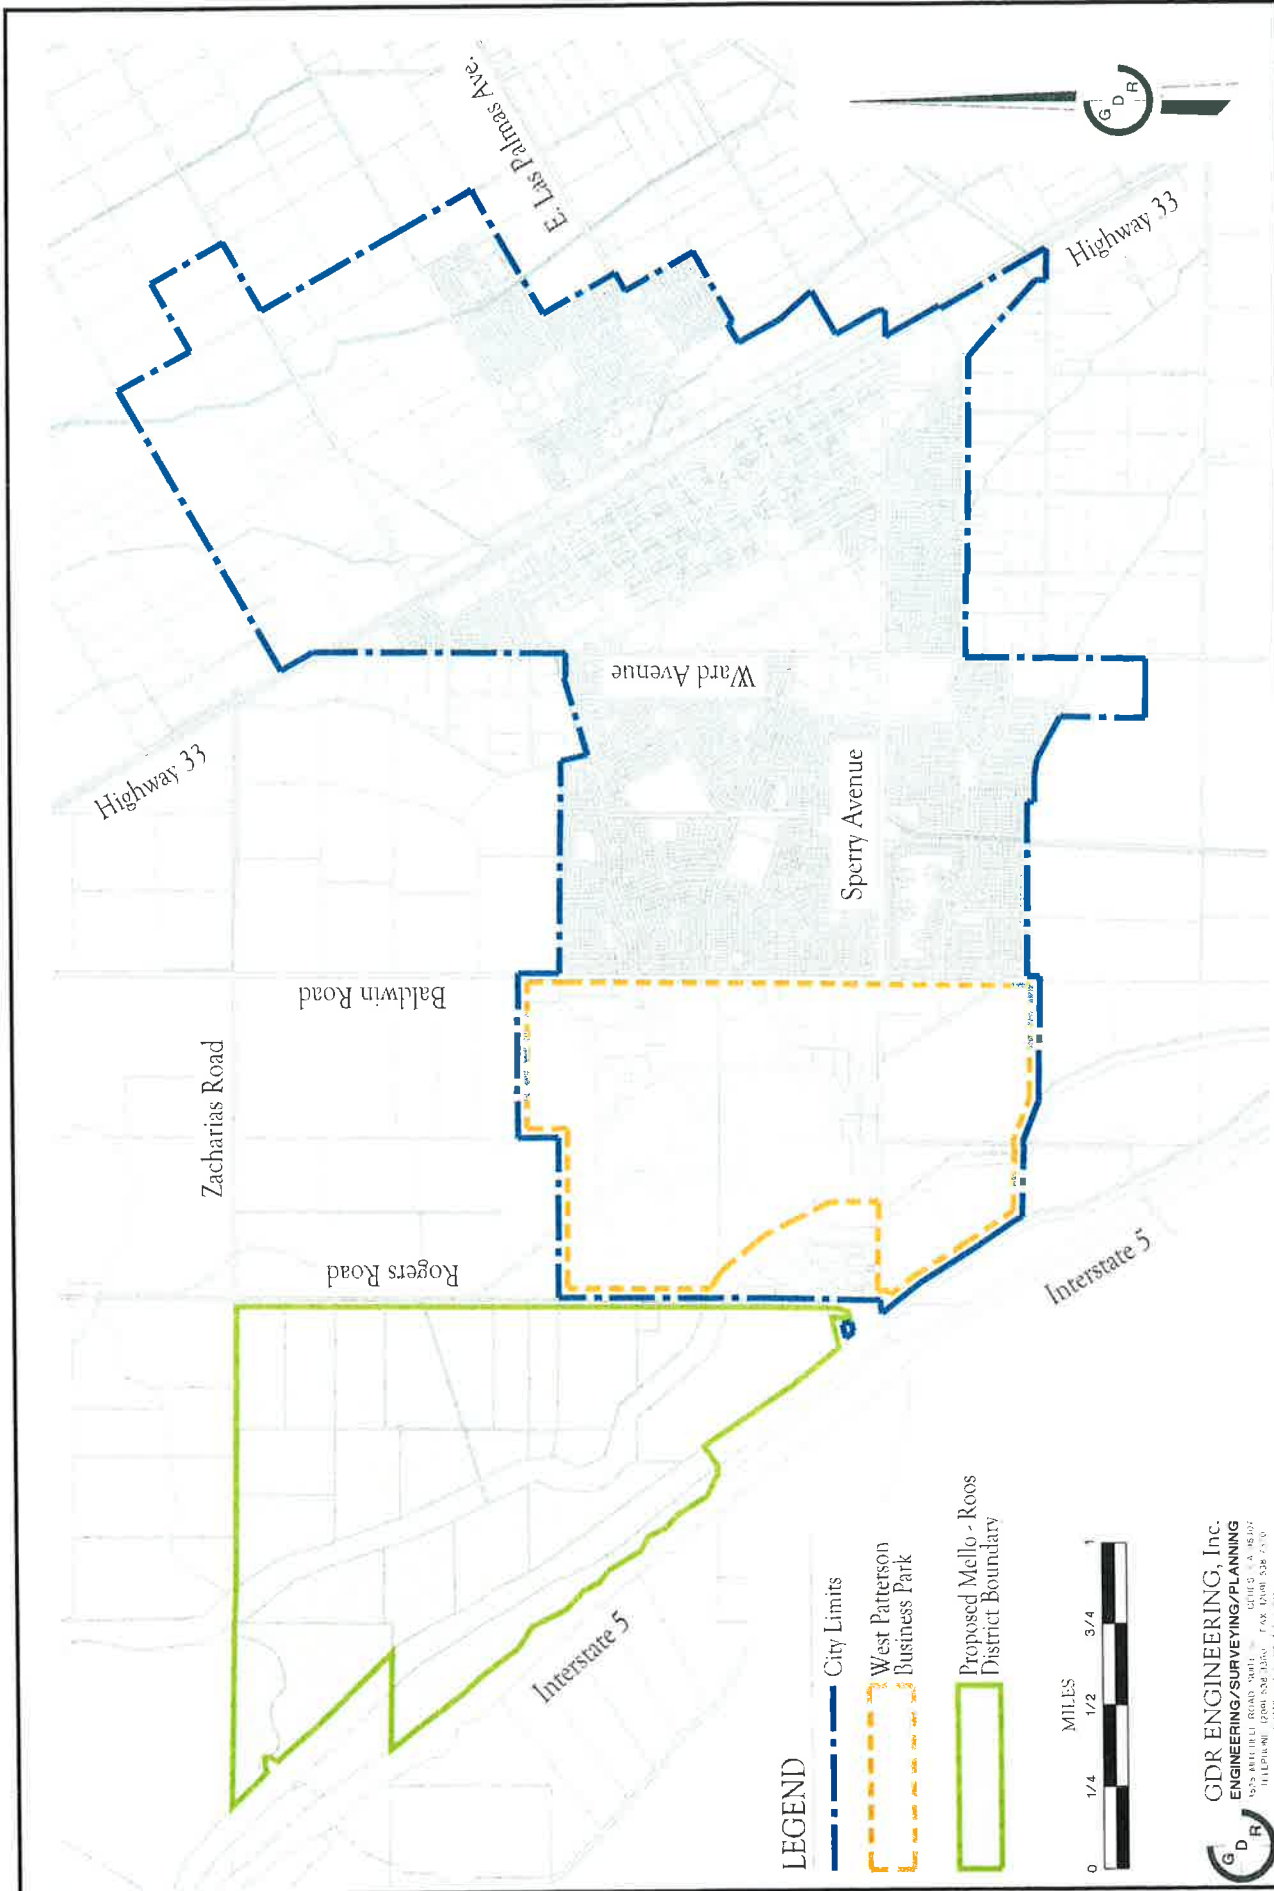 E. Las Palmas Ave.
Highway 33
Highway 33
Ward Avenue
Sperry Avenue
Baldwin Road
Zacharias Road
Rogers Road
Interstate 5
Interstate 5
G D R
LEGEND
City Limits
West Patterson
Business Park
Proposed Mello - Roos
District Boundary
MILES
0 1/4 1/2 3/4 1
G D R
GDR ENGINEERING, Inc.
ENGINEERING/SURVEYING/PLANNING